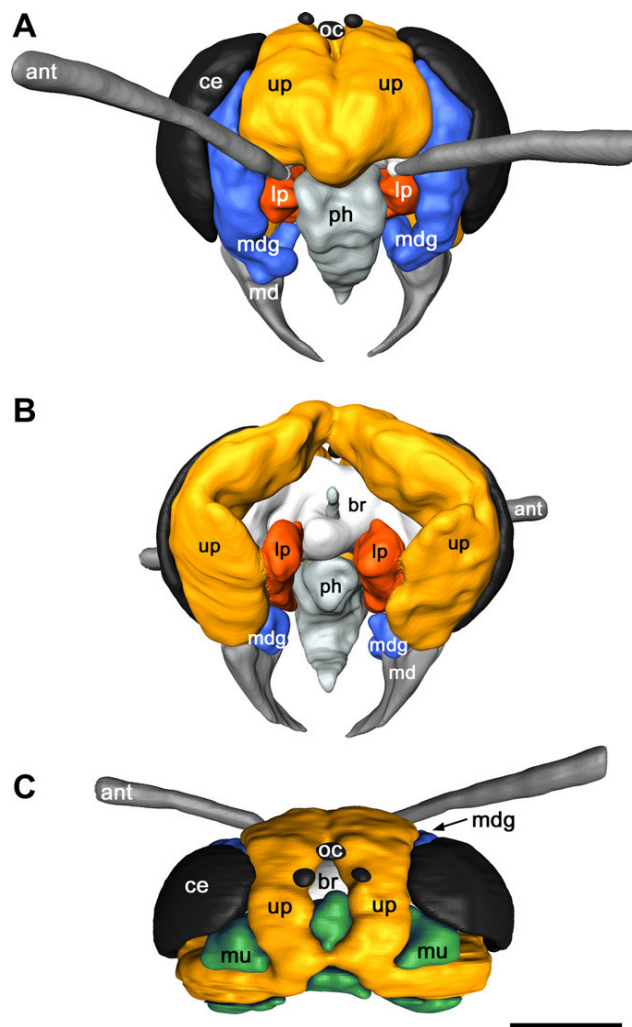 A
oc
ant
ce
up up
lp lp
ph
mdg mdg
md
B
br
ant
up lp lp up
ph
mdg mdg
md
C
ant
mdg
oc
ce
br
up up
mu mu